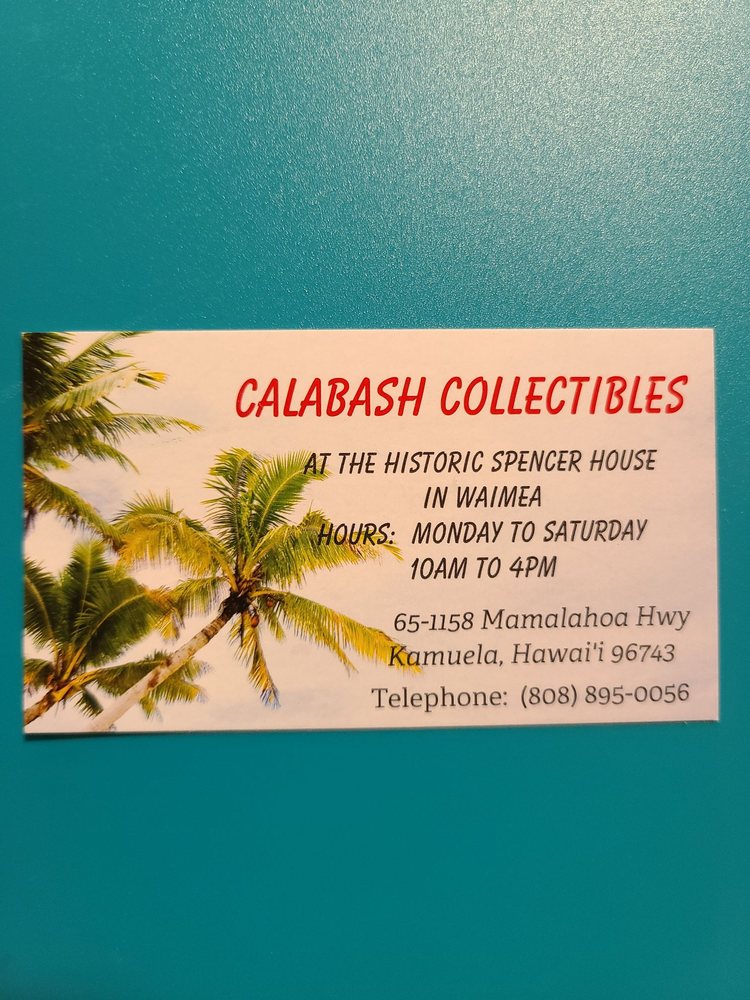 CALABASH COLLECTIBLES
AT THE HISTORIC SPENCER HOUSE
IN WAIMEA
HOURS: MONDAY TO SATURDAY
10AM TO 4PM
65-1158 Mamalahoa Hwy
Kamuela, Hawai'i 96743
Telephone: (808) 895-0056